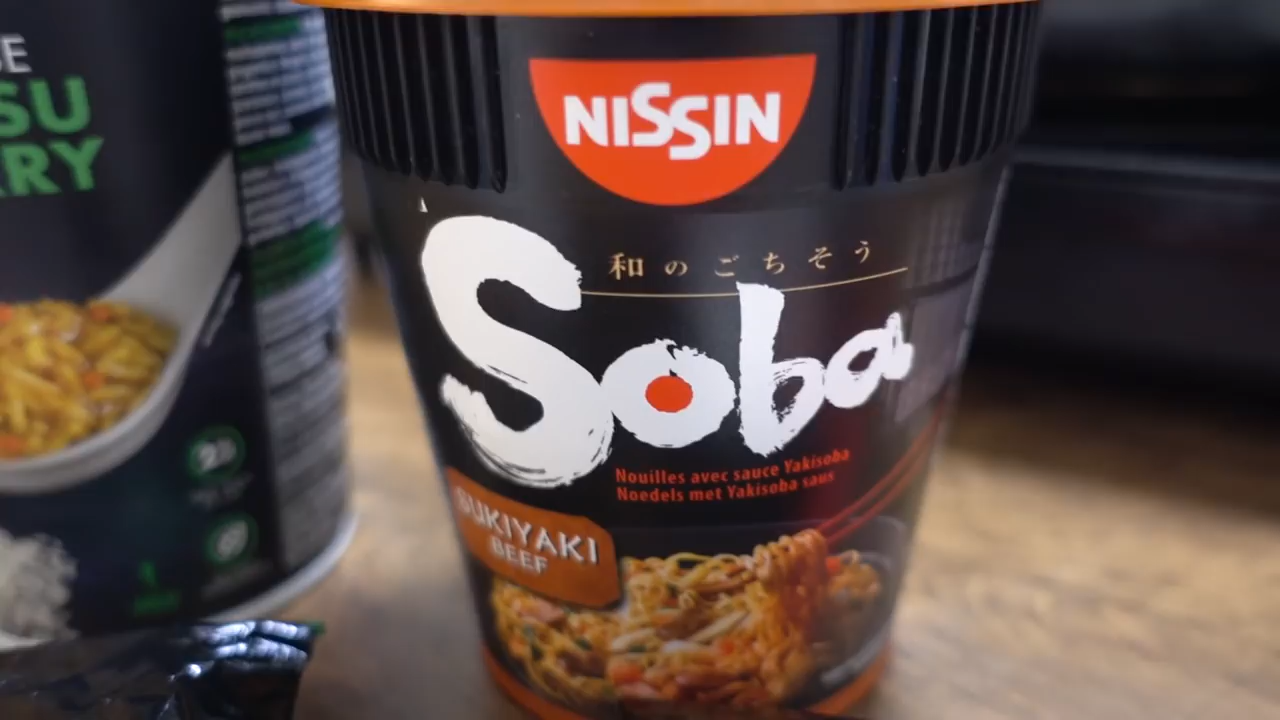 SU
RRY
NISSIN
和のごちそう
Soba
Nouilles avec sauce Yakisoba
Noedels met Yakisoba saus
SUKIYAKI
BEEF